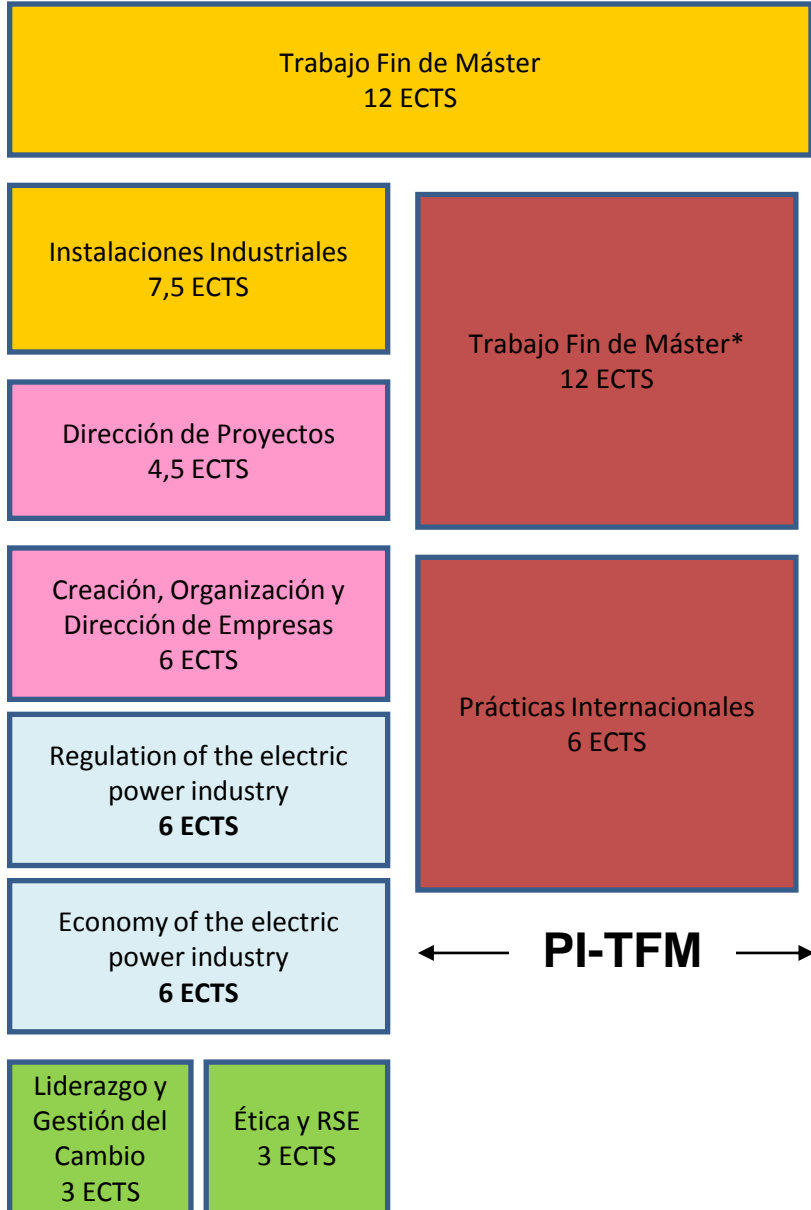 Trabajo Fin de Máster
12 ECTS
Instalaciones Industriales
7,5 ECTS
Dirección de Proyectos
4,5 ECTS
Creación, Organización y
Dirección de Empresas
6 ECTS
Regulation of the electric
power industry
6 ECTS
Economy of the electric
power industry
6 ECTS
Liderazgo y
Gestión del
Cambio
3 ECTS
Ética y RSE
3 ECTS
Trabajo Fin de Máster*
12 ECTS
Prácticas Internacionales
6 ECTS
PI-TFM